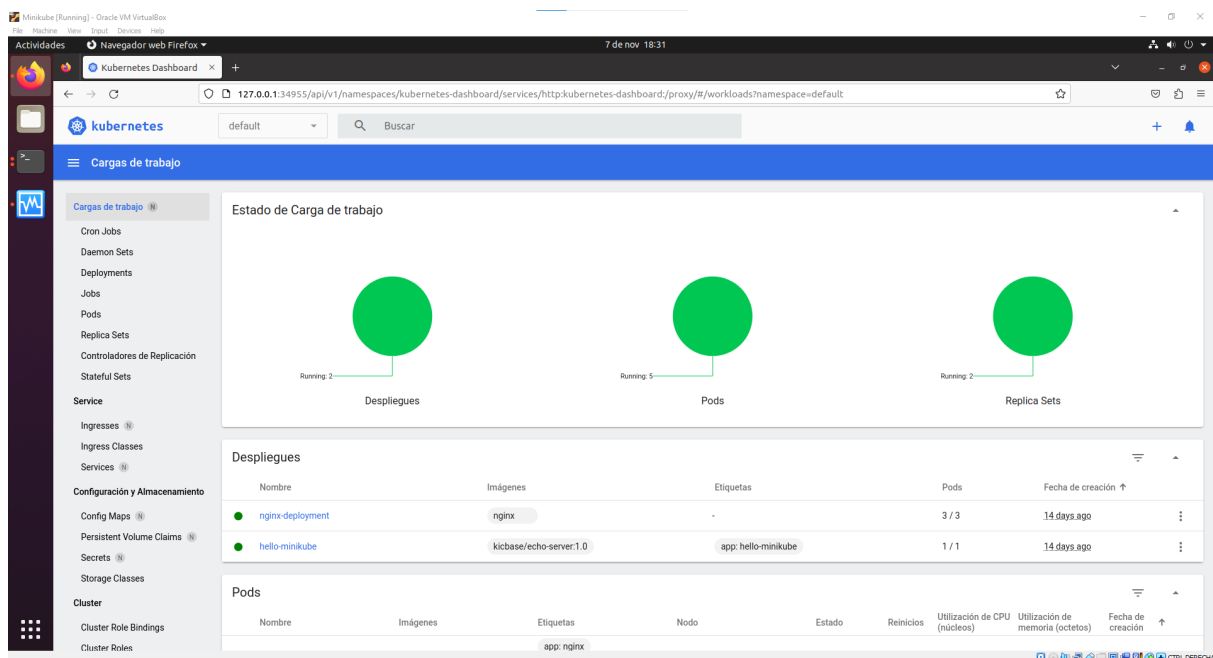 Minikube [Running] - Oracle VM VirtualBox
File Machine View Input Devices Help
Actividades Navegador web Firefox 7 de nov 18:31
Kubernetes Dashboard
127.0.0.1:34955/api/v1/namespaces/kubernetes-dashboard/services/http:kubernetes-dashboard:/proxy/#/workloads?namespace=default
kubernetes default Buscar
Cargas de trabajo
Cargas de trabajo N
Cron Jobs
Daemon Sets
Deployments
Jobs
Pods
Replica Sets
Controladores de Replicación
Stateful Sets
Service
Ingresses N
Ingress Classes
Services N
Configuración y Almacenamiento
Config Maps N
Persistent Volume Claims N
Secrets N
Storage Classes
Cluster
Cluster Role Bindings
Cluster Roles
Estado de Carga de trabajo
Running: 2 Running: 5 Running: 2
Despliegues Pods Replica Sets
Despliegues
Nombre Imágenes Etiquetas Pods Fecha de creación
nginx-deployment nginx - 3 / 3 14 days ago
hello-minikube kicbase/echo-server:1.0 app: hello-minikube 1 / 1 14 days ago
Pods
Nombre Imágenes Etiquetas Nodo Estado Reinicios Utilización de CPU (núcleos) Utilización de memoria (octetos) Fecha de creación
app: nginx
CTRL DERECHA